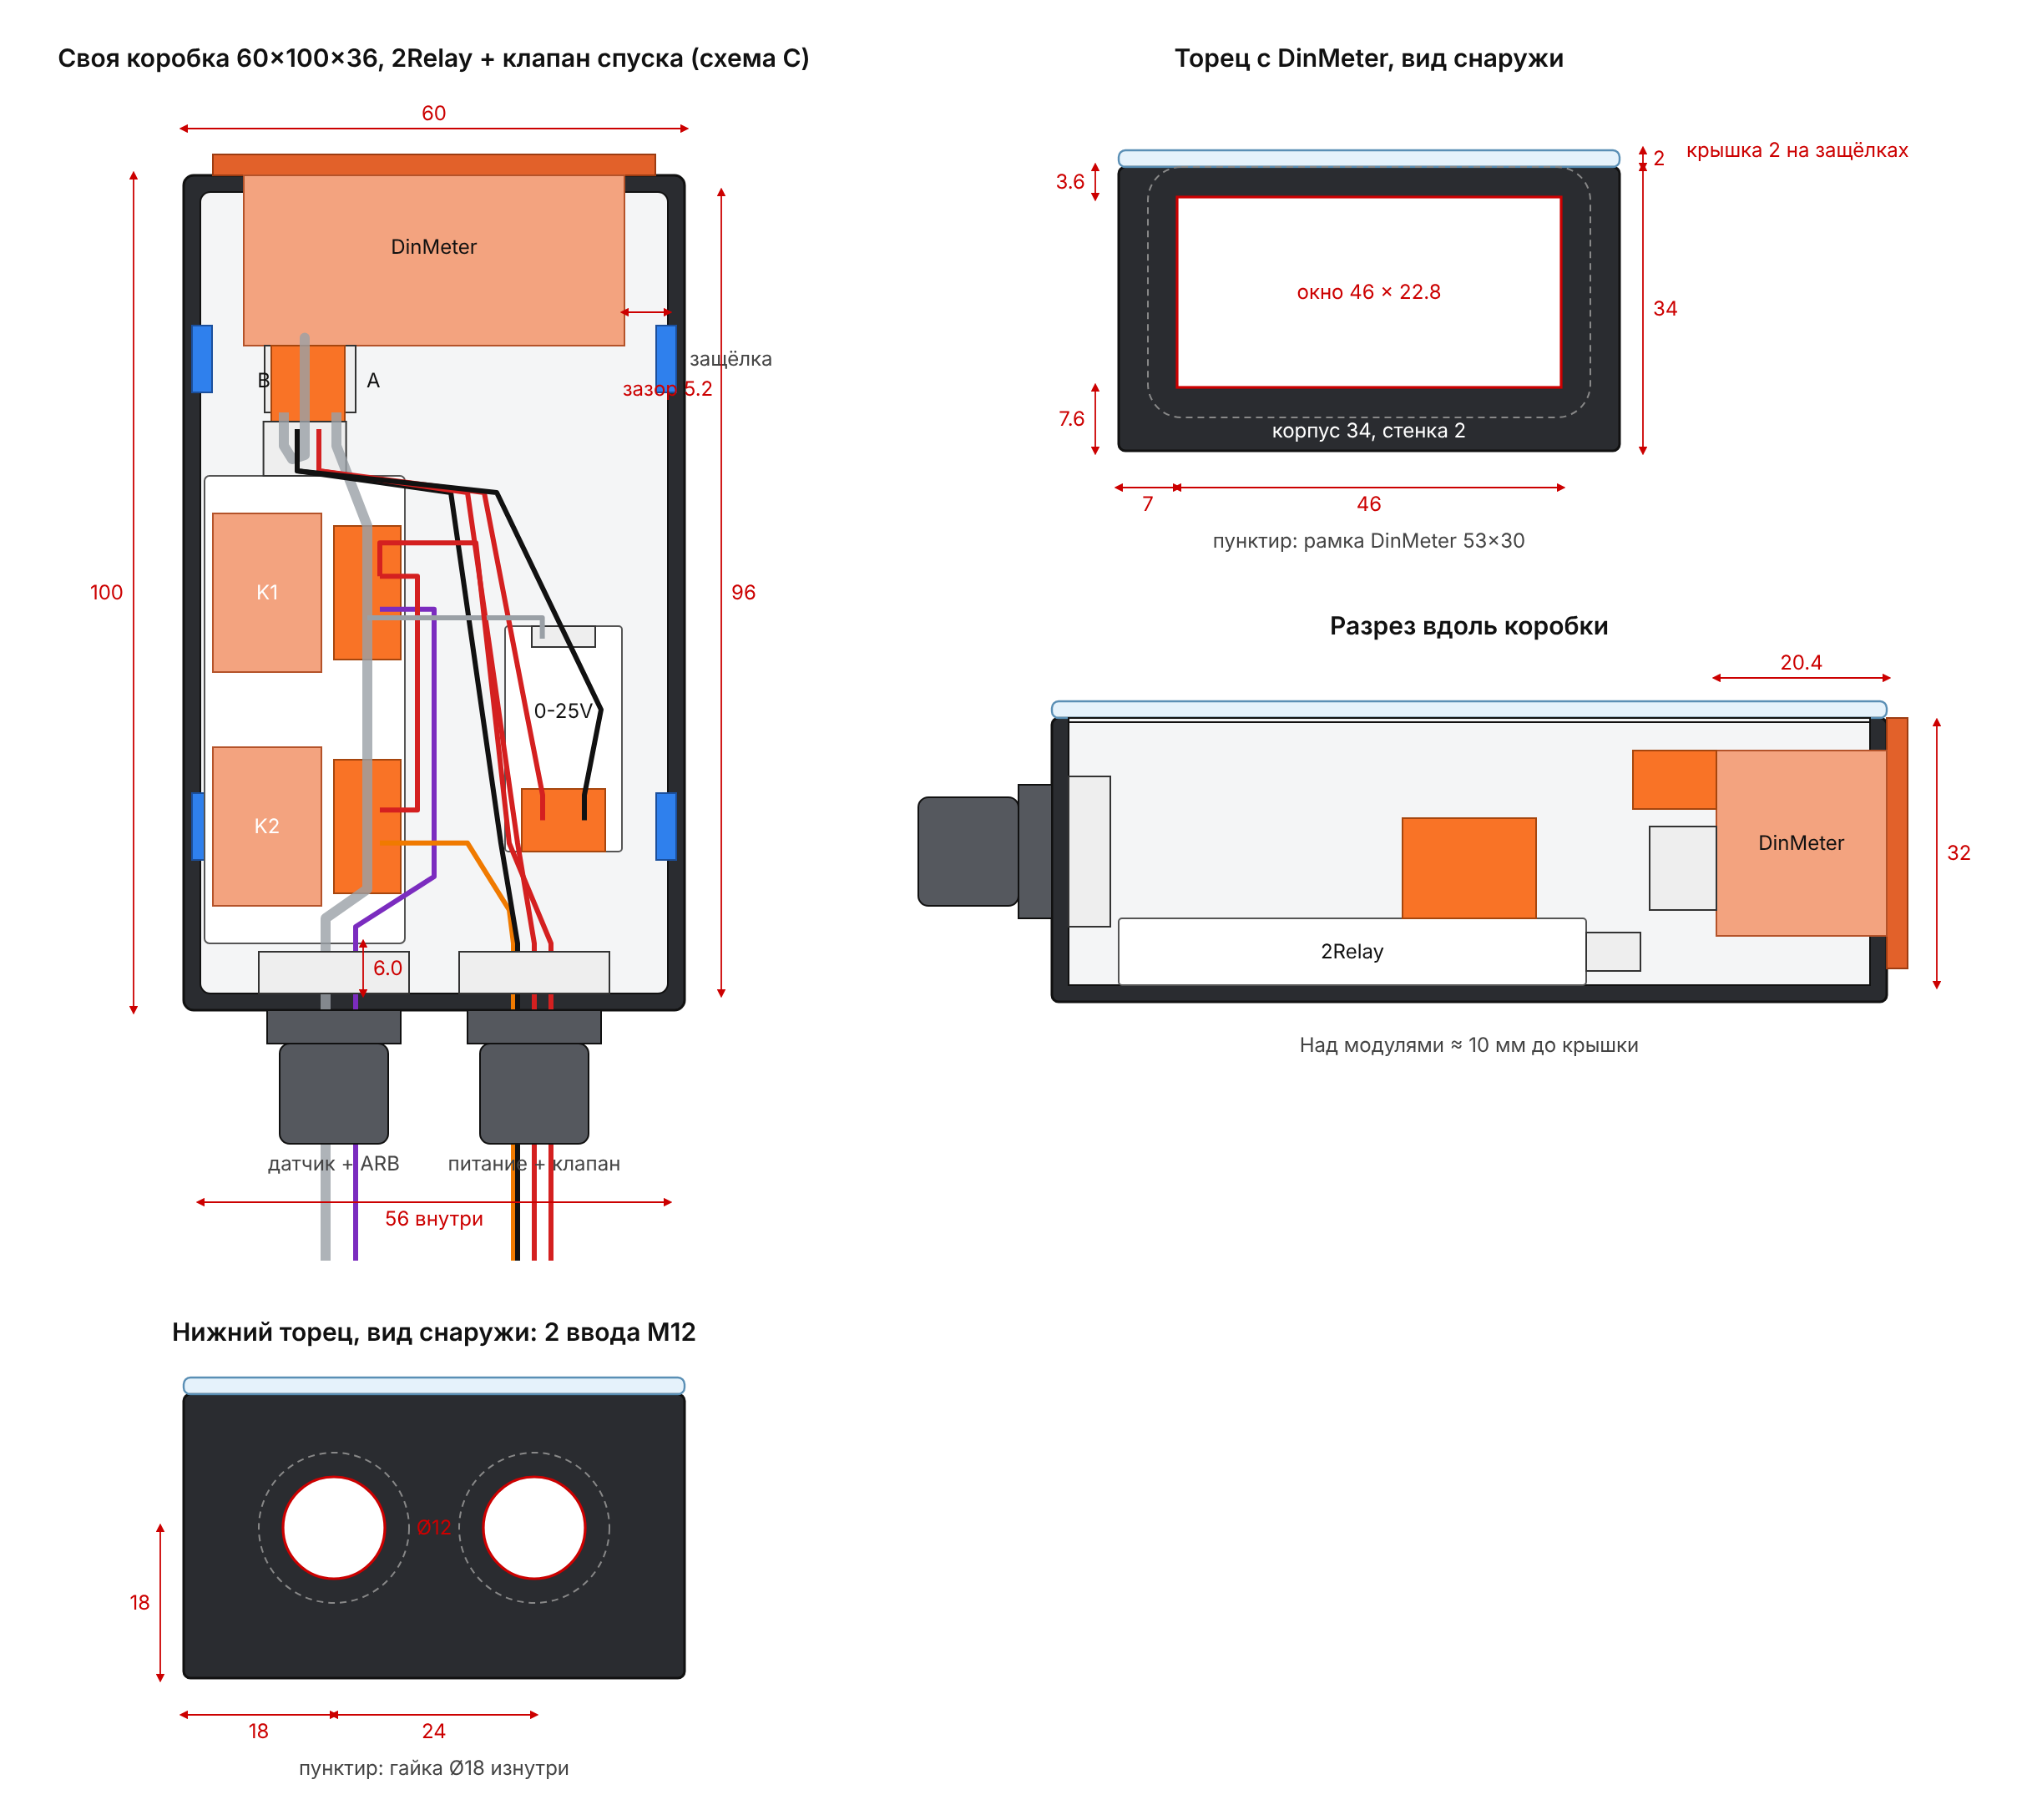 Своя коробка 60×100×36, 2Relay + клапан спуска (схема C)
60
DinMeter
B
A
защёлка
зазор 5.2
100
96
K1
0-25V
K2
6.0
датчик + ARB
питание + клапан
56 внутри
Торец с DinMeter, вид снаружи
2
крышка 2 на защёлках
3.6
окно 46 × 22.8
34
7.6
корпус 34, стенка 2
7
46
пунктир: рамка DinMeter 53×30
Разрез вдоль коробки
20.4
DinMeter
32
2Relay
Над модулями ≈ 10 мм до крышки
Нижний торец, вид снаружи: 2 ввода M12
Ø12
18
18
24
пунктир: гайка Ø18 изнутри